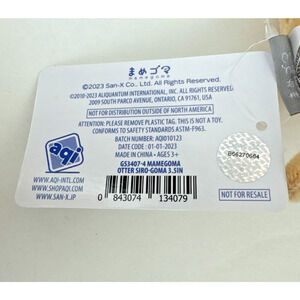 まめゴマ
MAMEGOMA
©2023 San-X Co., Ltd. All Rights Reserved.
©2010-2023 ALIQUANTUM INTERNATIONAL, INC. ALL RIGHTS RESERVED.
2009 SOUTH PARCO AVENUE, ONTARIO, CA 91761, USA
NOT FOR DISTRIBUTION OUTSIDE NORTH AMERICA
ATTENTION: PLEASE REMOVE PLASTIC TAG, THIS IS NOT A TOY.
CONFORMS TO SAFETY STANDARDS ASTM-F963.
BATCH NUMBER: AQI010123
DATE CODE: 01-01-2023
MADE IN CHINA • AGES 3+
GS3407-4 MAMEGOMA
OTTER SIRO-GOMA 3.5IN
0 843074 134079
aqi
WWW.AQI-INTL.COM
WWW.SHOPAQI.COM
WWW.SAN-X.JP
B06270664
NOT FOR RESALE